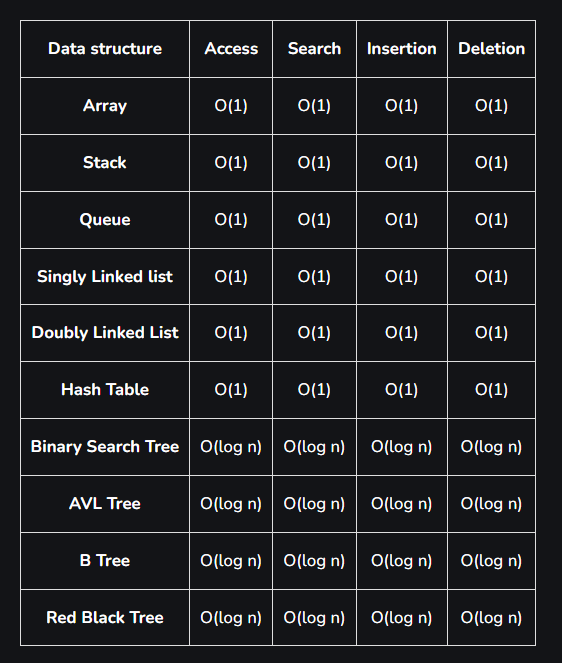 Data structure Access Search Insertion Deletion
Array O(1) O(1) O(1) O(1)
Stack O(1) O(1) O(1) O(1)
Queue O(1) O(1) O(1) O(1)
Singly Linked list O(1) O(1) O(1) O(1)
Doubly Linked List O(1) O(1) O(1) O(1)
Hash Table O(1) O(1) O(1) O(1)
Binary Search Tree O(log n) O(log n) O(log n) O(log n)
AVL Tree O(log n) O(log n) O(log n) O(log n)
B Tree O(log n) O(log n) O(log n) O(log n)
Red Black Tree O(log n) O(log n) O(log n) O(log n)